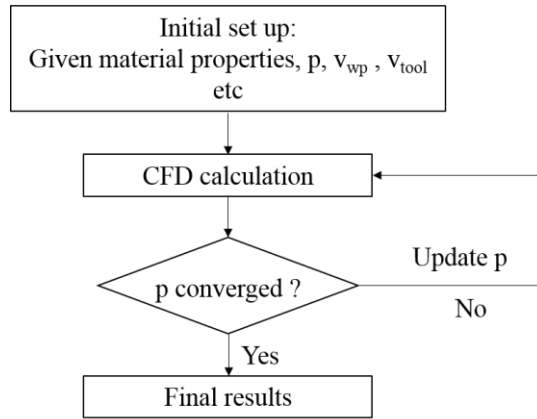 Initial set up:
Given material properties, p, v_wp , v_tool
etc
CFD calculation
Update p
p converged ?
No
Yes
Final results